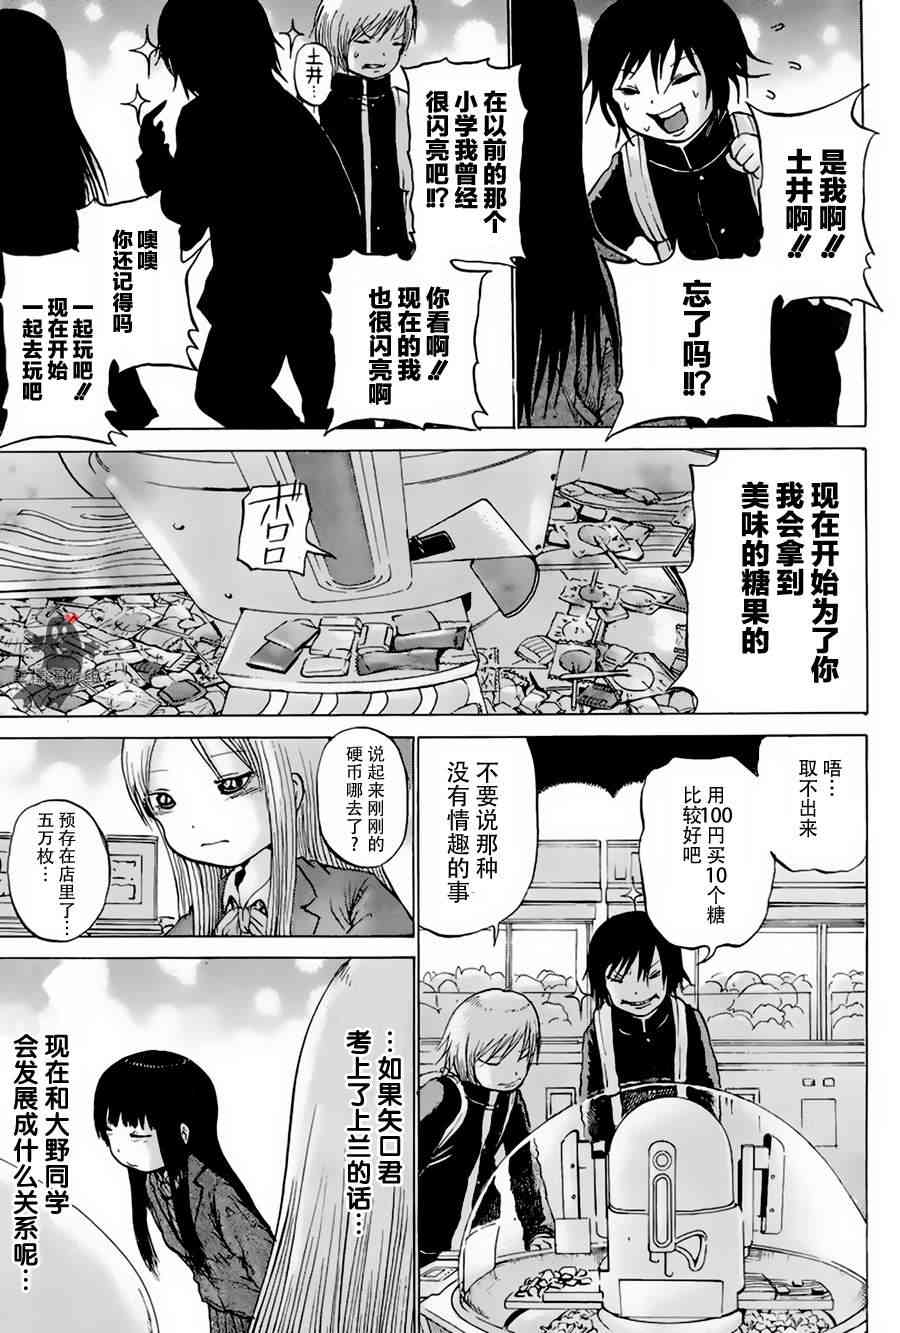 是我啊!!
土井啊!!
忘了吗!!?
在以前的那个
小学我曾经
很闪亮吧!!?
土井…
你看啊!!
现在的我
也很闪亮啊
噢噢
你还记得吗
一起玩吧!!
现在开始
一起去玩吧
现在开始为了你
我会拿到
美味的糖果的
ボロロ
唔…
取不出来
用100円买10个糖
比较好吧
不要说那种
没有情趣的事
说起来刚刚的
硬币哪去了?
预存在店里了…
五万枚…
…如果矢口君
考上了上兰的话…
现在和大野同学
会发展成什么关系呢…